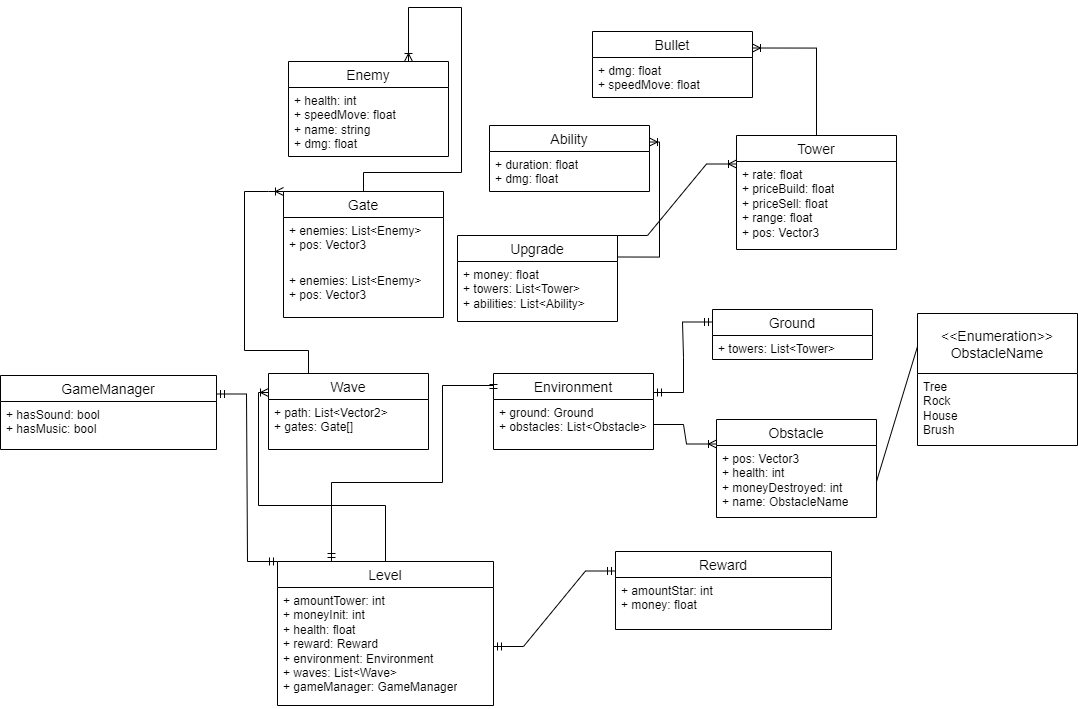 Enemy
+ health: int
+ speedMove: float
+ name: string
+ dmg: float
Bullet
+ dmg: float
+ speedMove: float
Ability
+ duration: float
+ dmg: float
Tower
+ rate: float
+ priceBuild: float
+ priceSell: float
+ range: float
+ pos: Vector3
Gate
+ enemies: List<Enemy>
+ pos: Vector3
+ enemies: List<Enemy>
+ pos: Vector3
Upgrade
+ money: float
+ towers: List<Tower>
+ abilities: List<Ability>
Ground
+ towers: List<Tower>
<<Enumeration>>
ObstacleName
Tree
Rock
House
Brush
GameManager
+ hasSound: bool
+ hasMusic: bool
Wave
+ path: List<Vector2>
+ gates: Gate[]
Environment
+ ground: Ground
+ obstacles: List<Obstacle>
Obstacle
+ pos: Vector3
+ health: int
+ moneyDestroyed: int
+ name: ObstacleName
Level
+ amountTower: int
+ moneyInit: int
+ health: float
+ reward: Reward
+ environment: Environment
+ waves: List<Wave>
+ gameManager: GameManager
Reward
+ amountStar: int
+ money: float